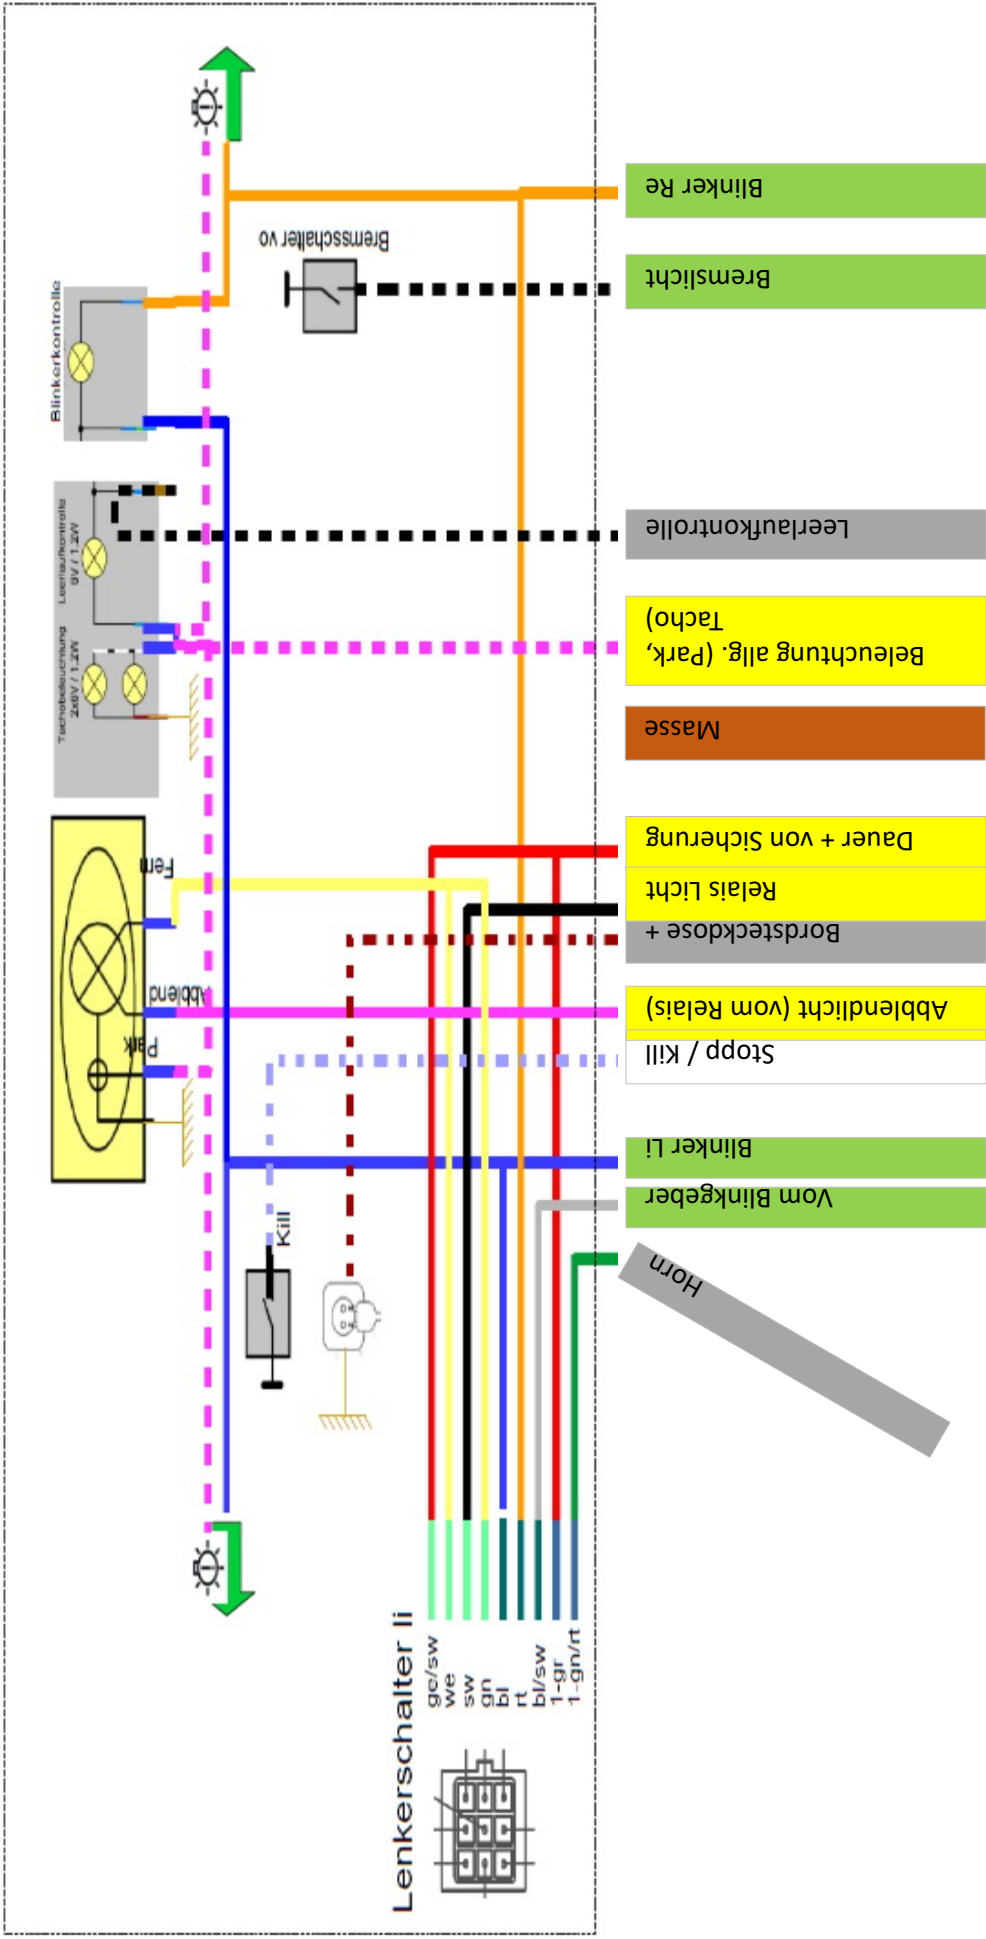 Blinkerkontrolle
Bremsschalter vo
Leerlaufkontrolle
6V / 1.2W
Tachobeleuchtung
2x6V / 1.2W
Fern
Abblend
Park
Kill
Lenkerschalter li
ge/sw
we
sw
gn
bl
rt
bl/sw
1-gr
1-gn/rt
Blinker Re
Bremslicht
Leerlaufkontrolle
Beleuchtung allg. (Park,
Tacho)
Masse
Dauer + von Sicherung
Relais Licht
Bordsteckdose +
Abblendlicht (vom Relais)
Stopp / Kill
Blinker Li
Vom Blinkgeber
Horn